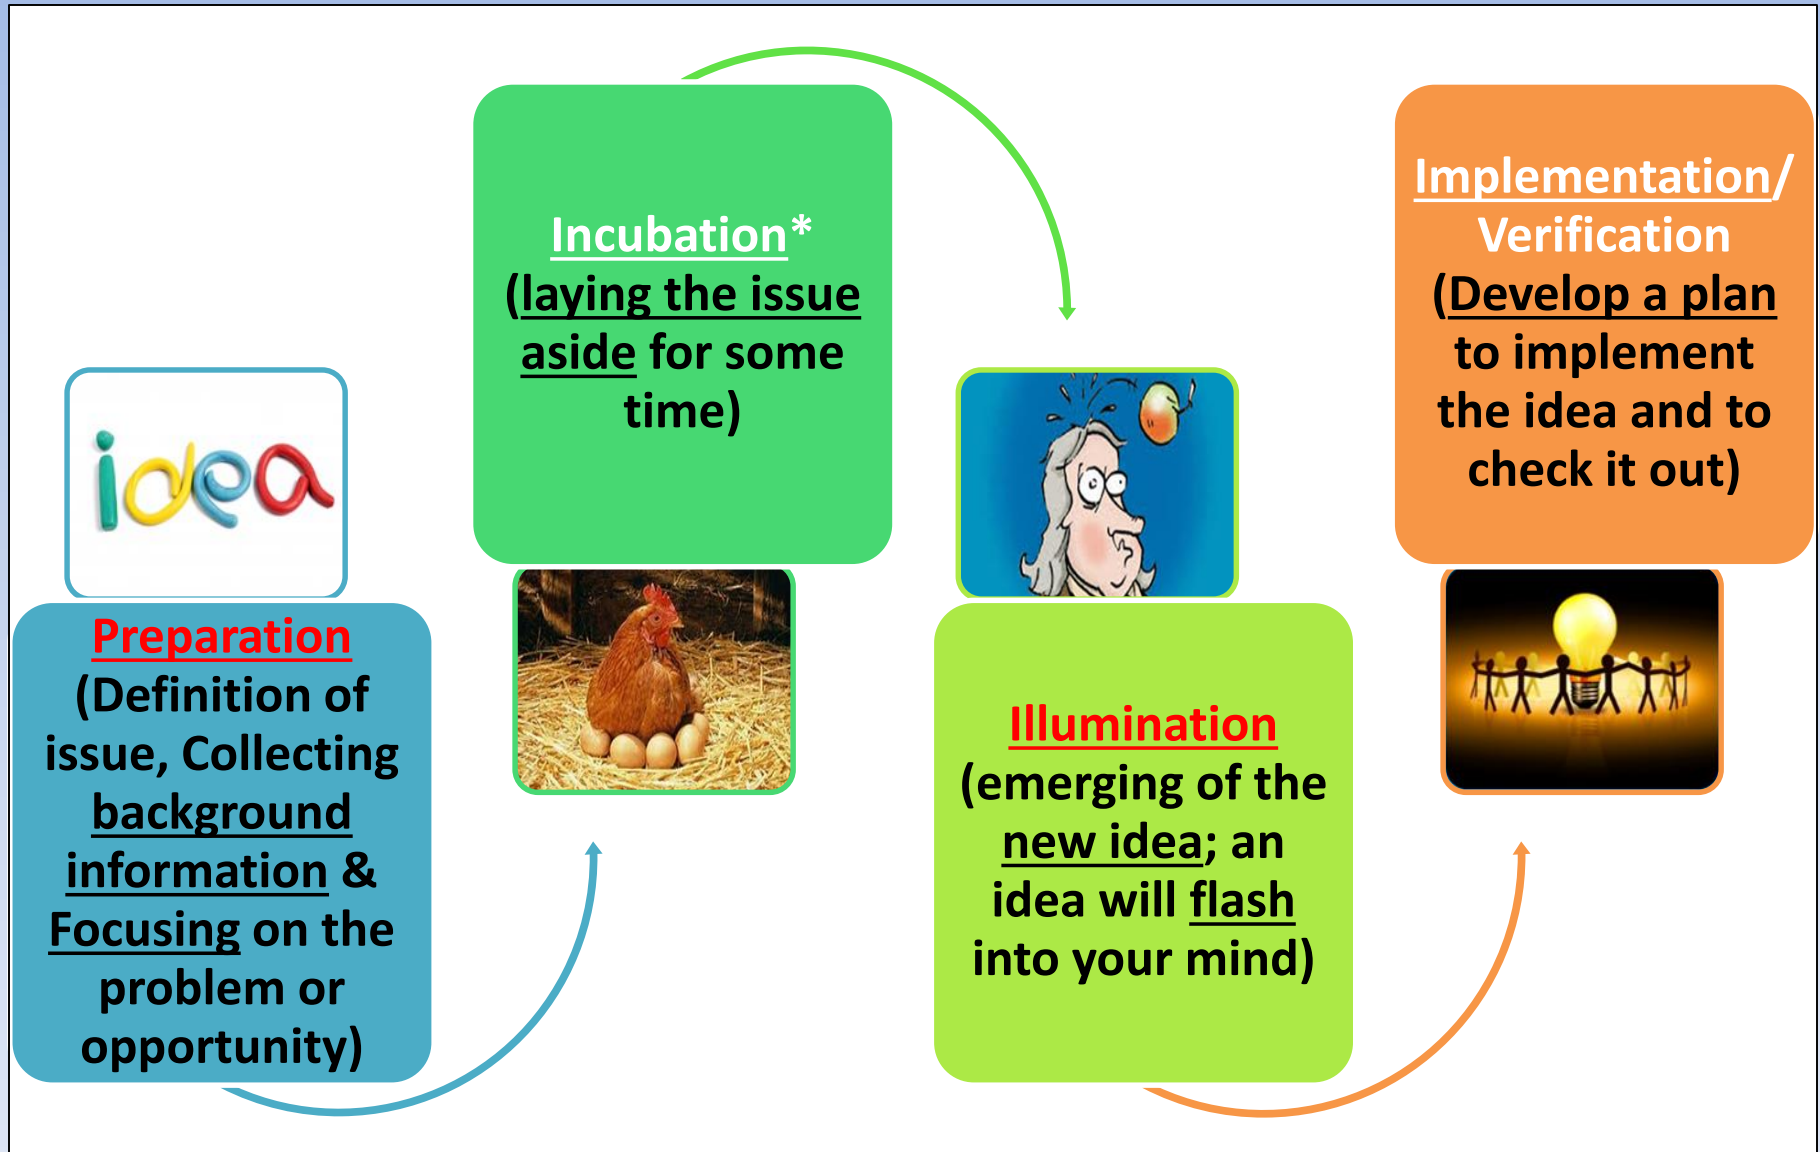 idea
Preparation
(Definition of
issue, Collecting
background
information &
Focusing on the
problem or
opportunity)
Incubation*
(laying the issue
aside for some
time)
Illumination
(emerging of the
new idea; an
idea will flash
into your mind)
Implementation/
Verification
(Develop a plan
to implement
the idea and to
check it out)